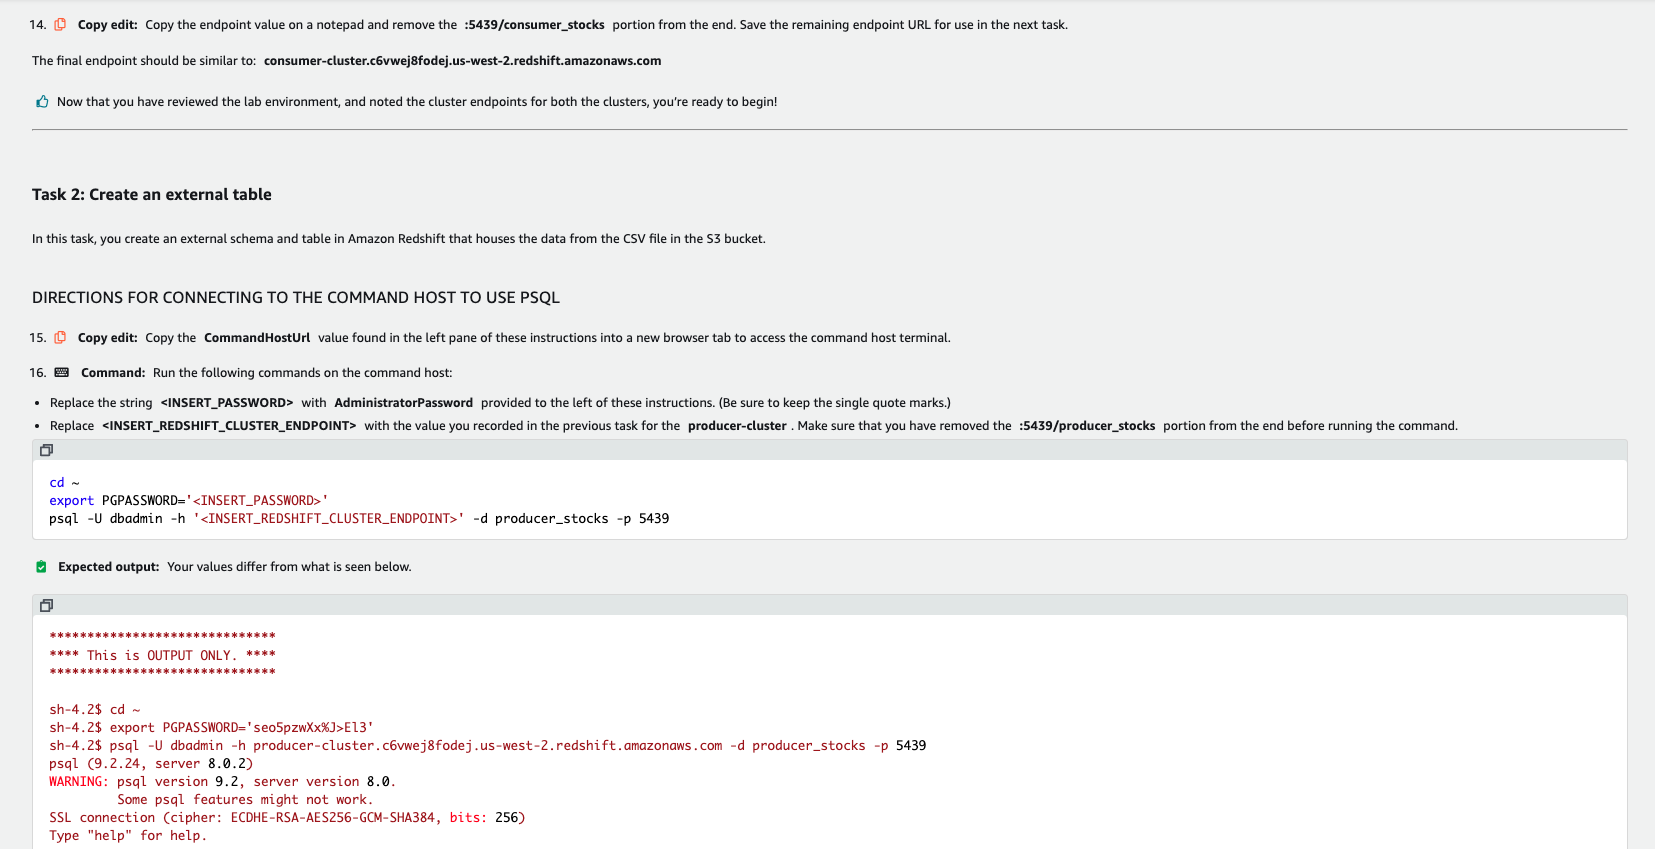 14. Copy edit: Copy the endpoint value on a notepad and remove the :5439/consumer_stocks portion from the end. Save the remaining endpoint URL for use in the next task.
The final endpoint should be similar to: consumer-cluster.c6vwej8fodej.us-west-2.redshift.amazonaws.com
Now that you have reviewed the lab environment, and noted the cluster endpoints for both the clusters, you're ready to begin!
Task 2: Create an external table
In this task, you create an external schema and table in Amazon Redshift that houses the data from the CSV file in the S3 bucket.
DIRECTIONS FOR CONNECTING TO THE COMMAND HOST TO USE PSQL
15. Copy edit: Copy the CommandHostUrl value found in the left pane of these instructions into a new browser tab to access the command host terminal.
16. Command: Run the following commands on the command host:
• Replace the string <INSERT_PASSWORD> with AdministratorPassword provided to the left of these instructions. (Be sure to keep the single quote marks.)
• Replace <INSERT_REDSHIFT_CLUSTER_ENDPOINT> with the value you recorded in the previous task for the producer-cluster . Make sure that you have removed the :5439/producer_stocks portion from the end before running the command.
cd ~
export PGPASSWORD='<INSERT_PASSWORD>'
psql -U dbadmin -h '<INSERT_REDSHIFT_CLUSTER_ENDPOINT>' -d producer_stocks -p 5439
Expected output: Your values differ from what is seen below.
******************************
**** This is OUTPUT ONLY. ****
******************************
sh-4.2$ cd ~
sh-4.2$ export PGPASSWORD='seo5pzwXx%J>El3'
sh-4.2$ psql -U dbadmin -h producer-cluster.c6vwej8fodej.us-west-2.redshift.amazonaws.com -d producer_stocks -p 5439
psql (9.2.24, server 8.0.2)
WARNING: psql version 9.2, server version 8.0.
Some psql features might not work.
SSL connection (cipher: ECDHE-RSA-AES256-GCM-SHA384, bits: 256)
Type "help" for help.